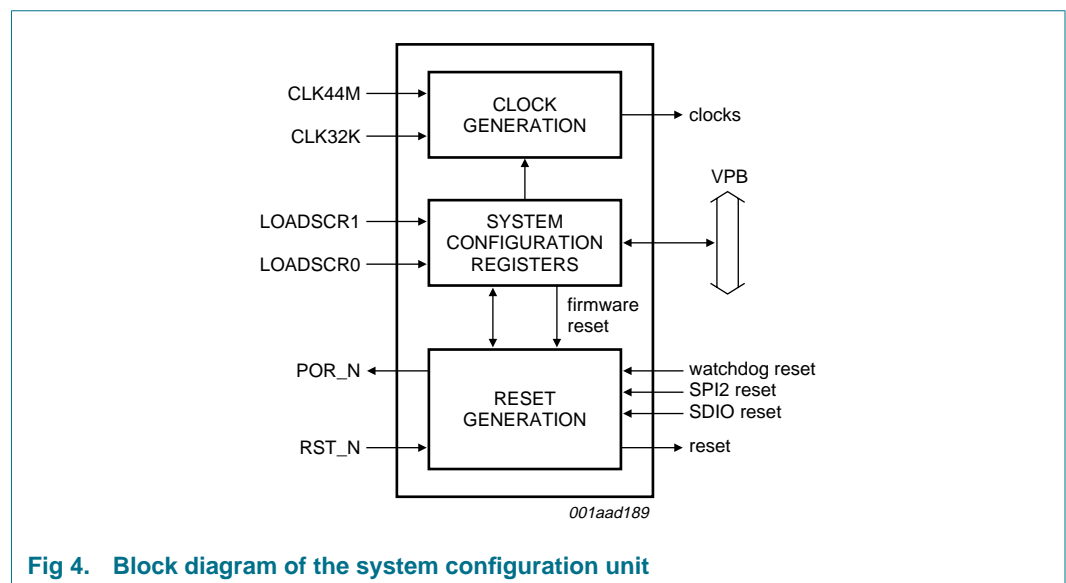 CLK44M
CLK32K
CLOCK
GENERATION
clocks
VPB
LOADSCR1
LOADSCR0
SYSTEM
CONFIGURATION
REGISTERS
firmware
reset
POR_N
RST_N
RESET
GENERATION
watchdog reset
SPI2 reset
SDIO reset
reset
001aad189
Fig 4. Block diagram of the system configuration unit